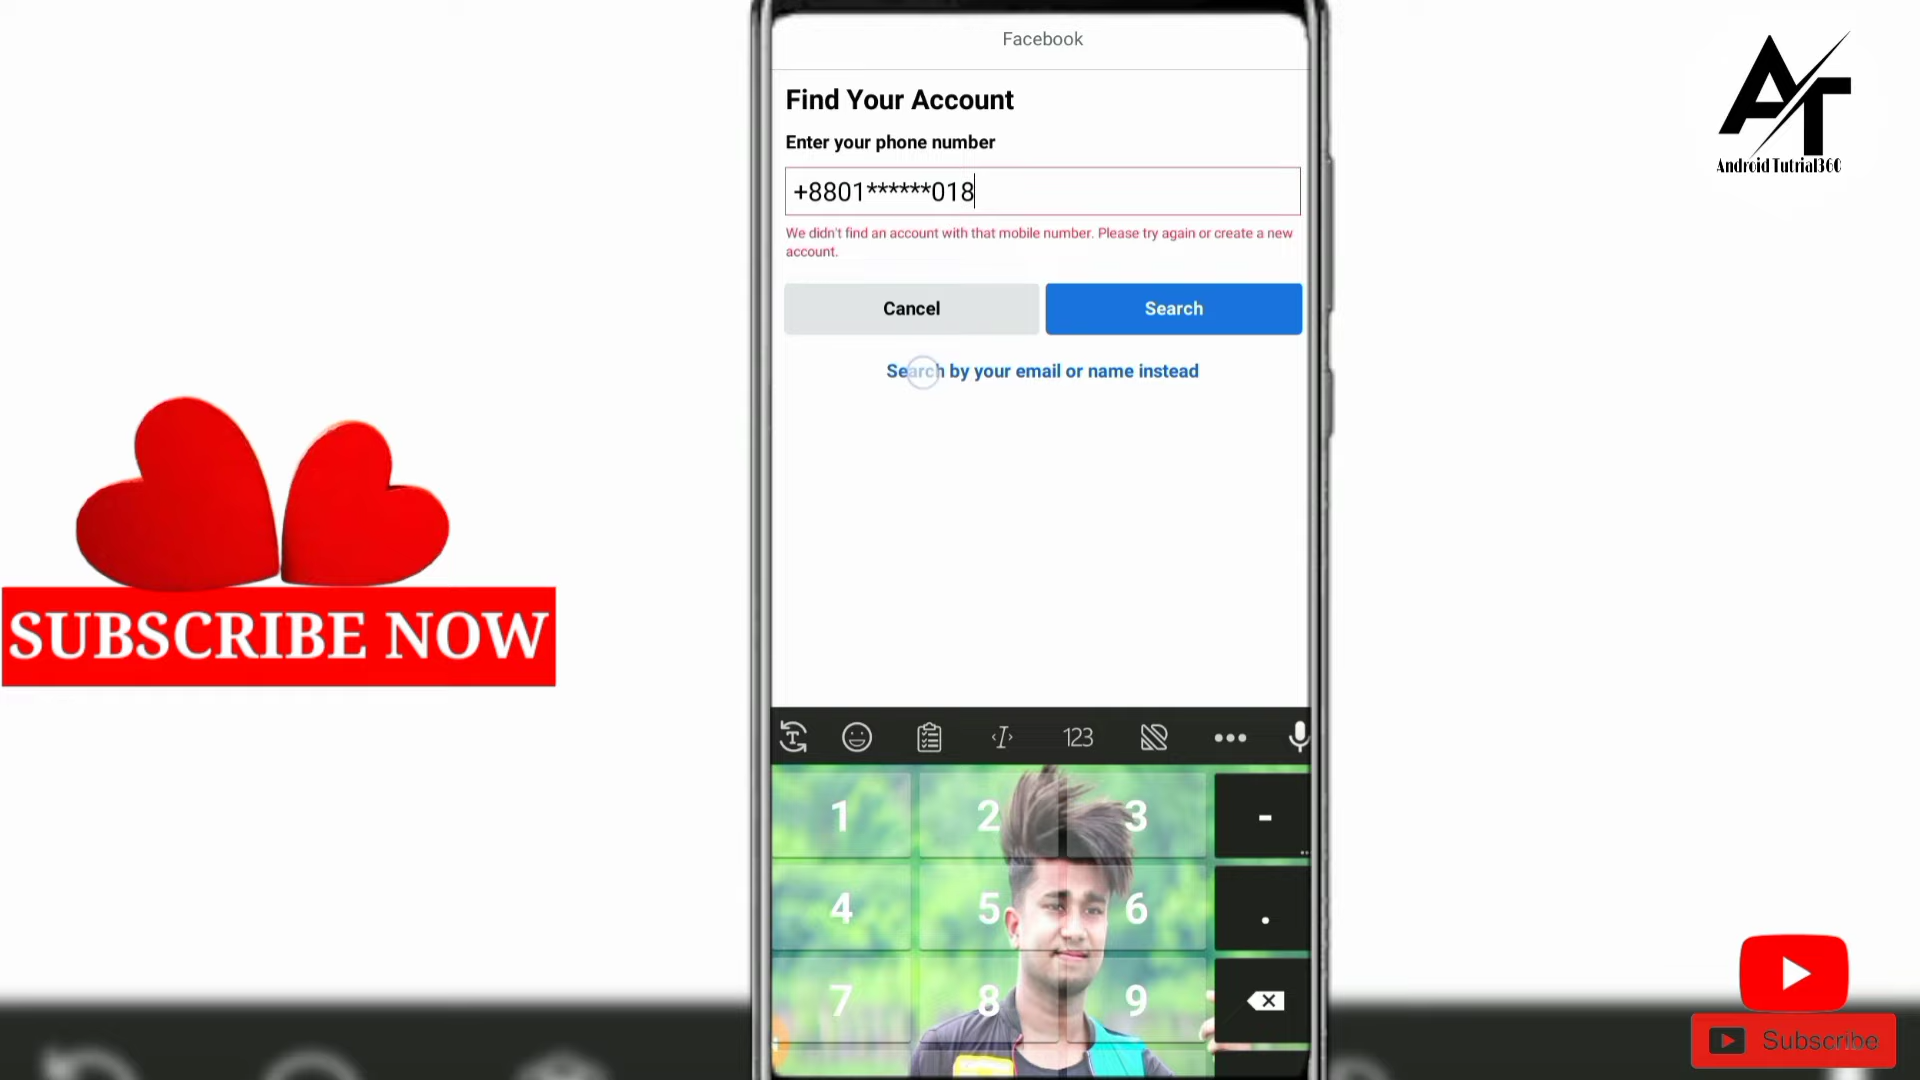 Facebook
Find Your Account
Enter your phone number
+8801******018
We didn't find an account with that mobile number. Please try again or create a new
account.
Cancel
Search
Search by your email or name instead
AT
Android Tutrial360
SUBSCRIBE NOW
T
123
1
2
3
-
4
5
6
.
7
8
9
Subscribe